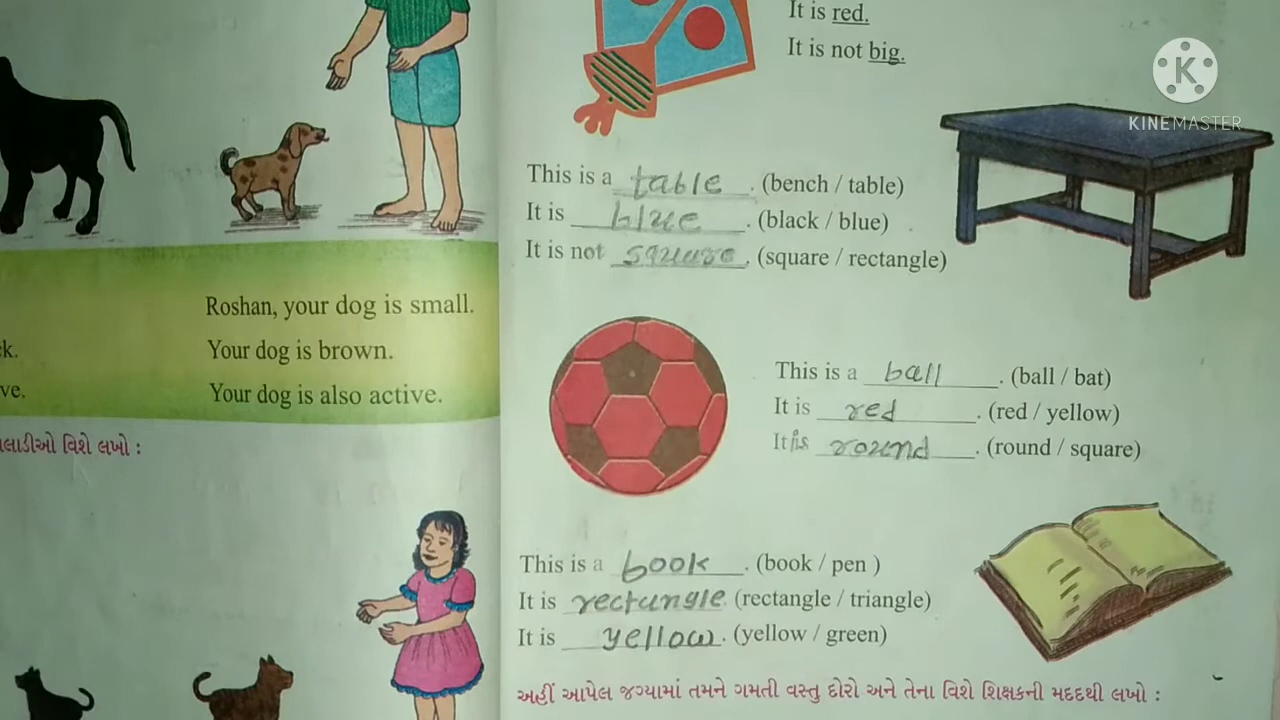 ck.
ve.
Roshan, your dog is small.
Your dog is brown.
Your dog is also active.
લાડીઓ વિશે લખો :
It is red.
It is not big.
K
KINEMASTER
This is a table. (bench / table)
It is blue. (black / blue)
It is not square. (square / rectangle)
This is a ball. (ball / bat)
It is red. (red / yellow)
It is round. (round / square)
This is a book. (book / pen )
It is rectangle. (rectangle / triangle)
It is yellow. (yellow / green)
અહીં આપેલ જગ્યામાં તમને ગમતી વસ્તુ દોરો અને તેના વિશે શિક્ષકની મદદથી લખો :